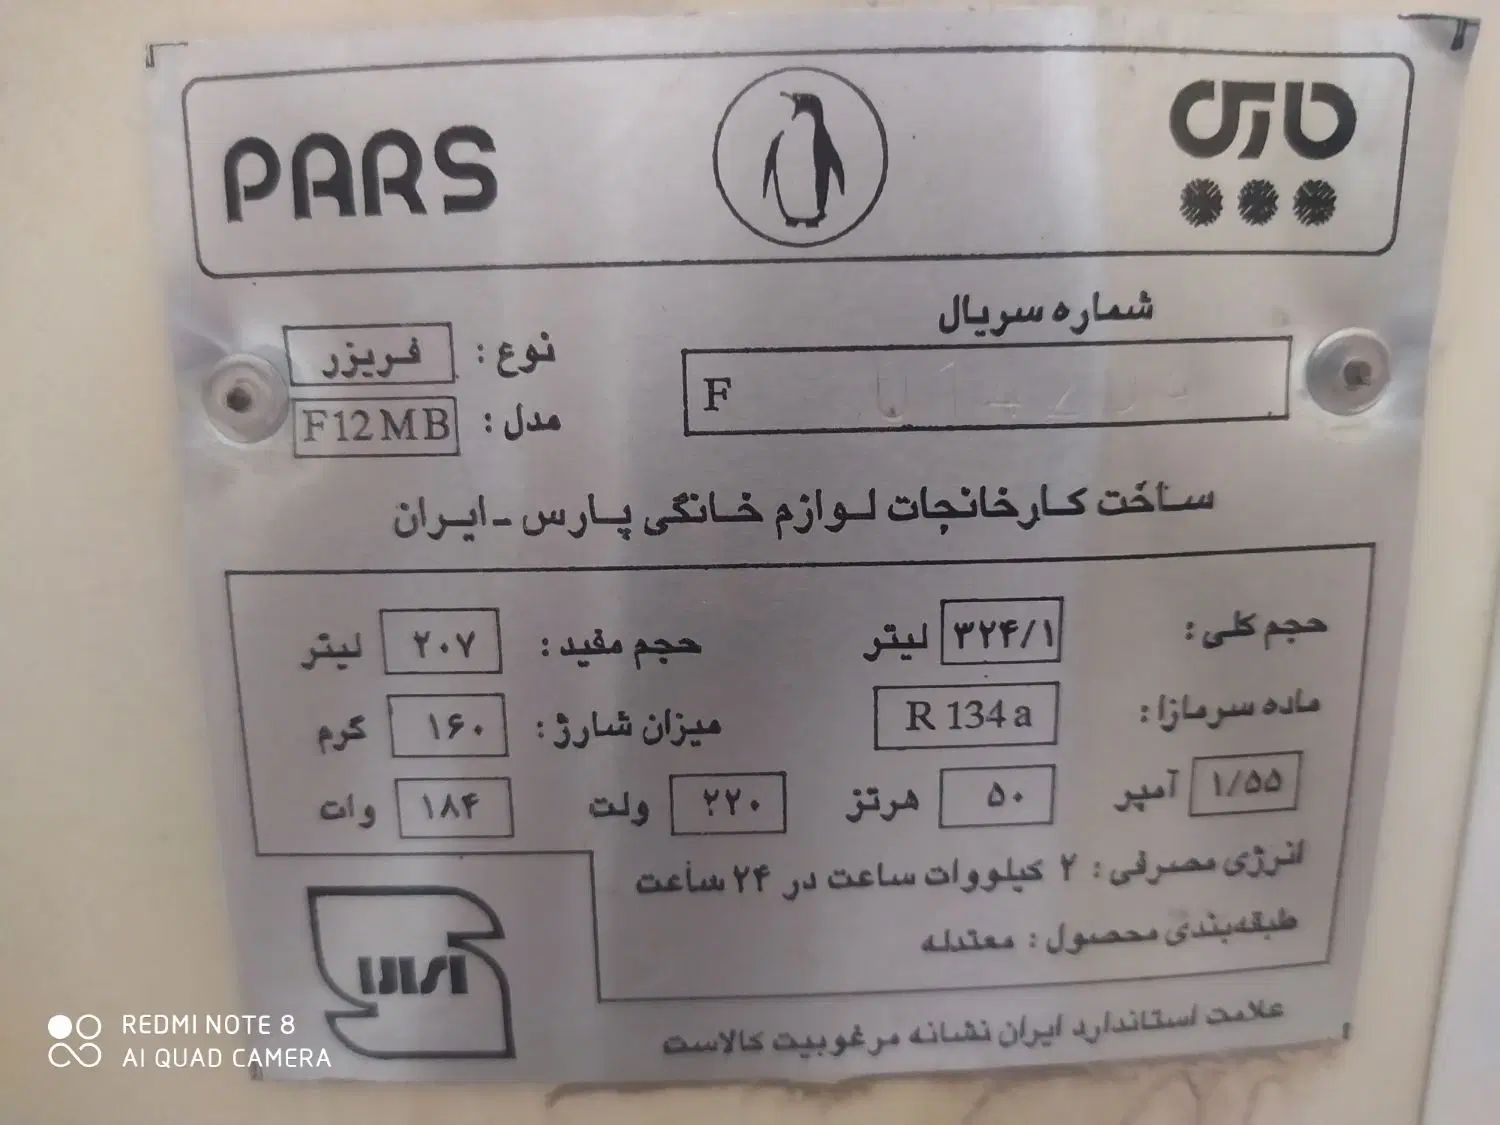 PARS
پارس
شماره سریال
F
نوع : فریزر
مدل : F12MB
ساخت کارخانجات لوازم خانگی پارس - ایران
حجم کلی : ۳۲۴/۱ لیتر حجم مفید : ۲۰۷ لیتر
ماده سرمازا : R 134a میزان شارژ : ۱۶۰ گرم
۱/۵۵ آمپر ۵۰ هرتز ۲۲۰ ولت ۱۸۴ وات
انرژی مصرفی : ۲ کیلووات ساعت در ۲۴ ساعت
طبقه‌بندی محصول : معتدله
علامت استاندارد ایران نشانه مرغوبیت کالاست
REDMI NOTE 8
AI QUAD CAMERA